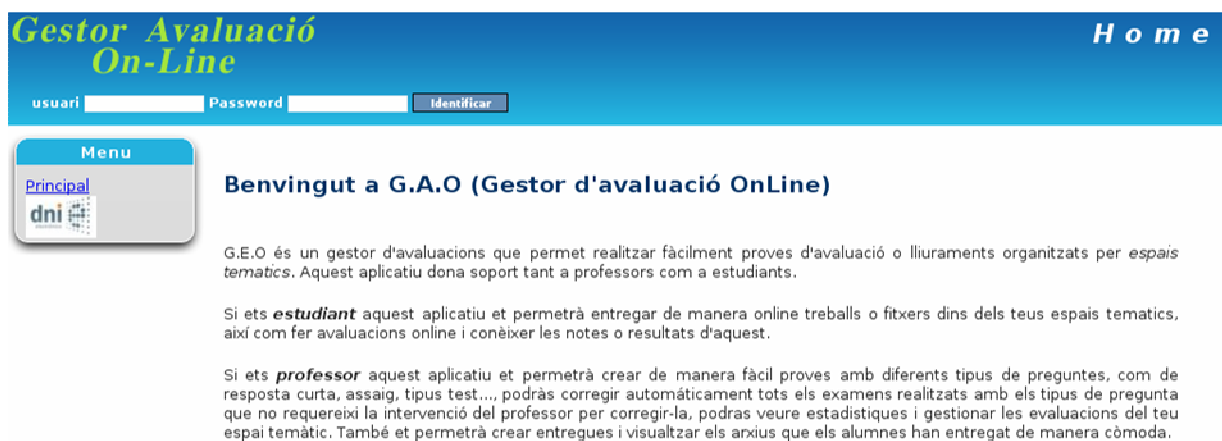 Gestor Avaluació
On-Line
Home
usuari Password Identificar
Menu
Principal
dni
Benvingut a G.A.O (Gestor d'avaluació OnLine)
G.E.O és un gestor d'avaluacions que permet realitzar fàcilment proves d'avaluació o lliuraments organitzats per espais
tematics. Aquest aplicatiu dona soport tant a professors com a estudiants.
Si ets estudiant aquest aplicatiu et permetrà entregar de manera online treballs o fitxers dins dels teus espais tematics,
així com fer avaluacions online i conèixer les notes o resultats d'aquest.
Si ets professor aquest aplicatiu et permetrà crear de manera fàcil proves amb diferents tipus de preguntes, com de
resposta curta, assaig, tipus test..., podràs corregir automáticament tots els examens realitzats amb els tipus de pregunta
que no requereixi la intervenció del professor per corregir-la, podras veure estadistiques i gestionar les evaluacions del teu
espai temàtic. També et permetrà crear entregues i visualtzar els arxius que els alumnes han entregat de manera còmoda.